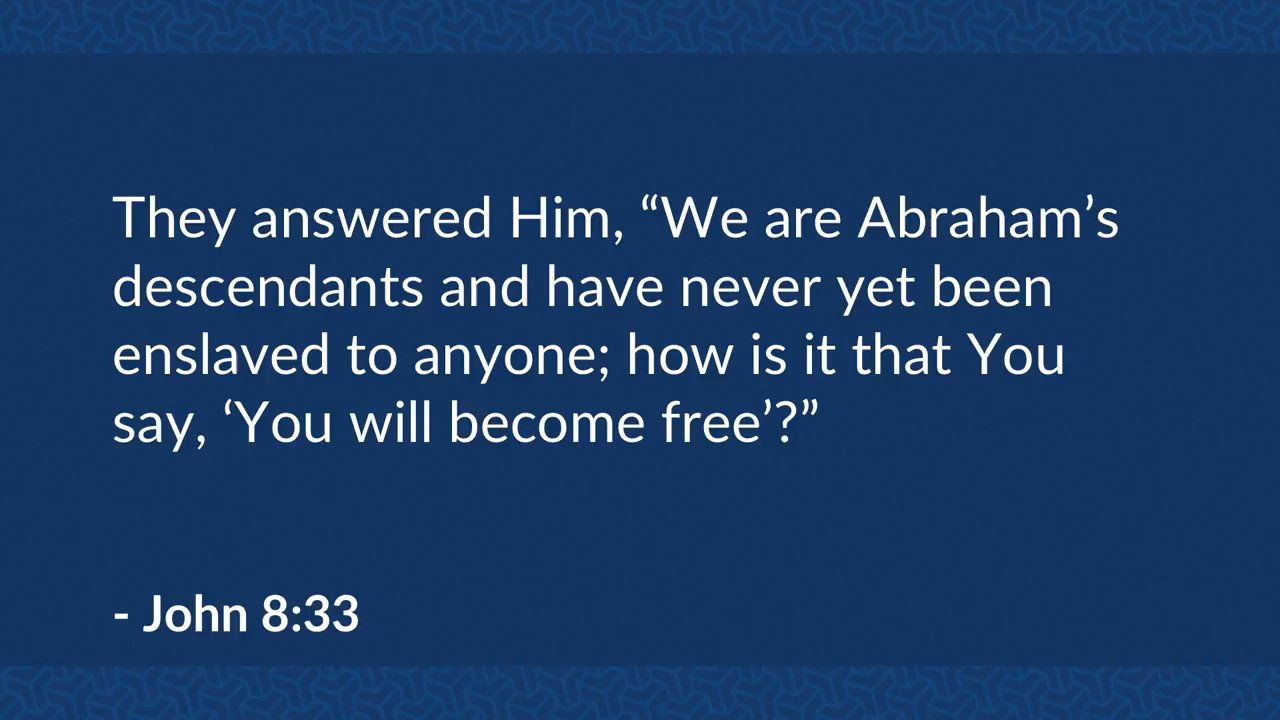 They answered Him, “We are Abraham’s
descendants and have never yet been
enslaved to anyone; how is it that You
say, ‘You will become free’?”
- John 8:33